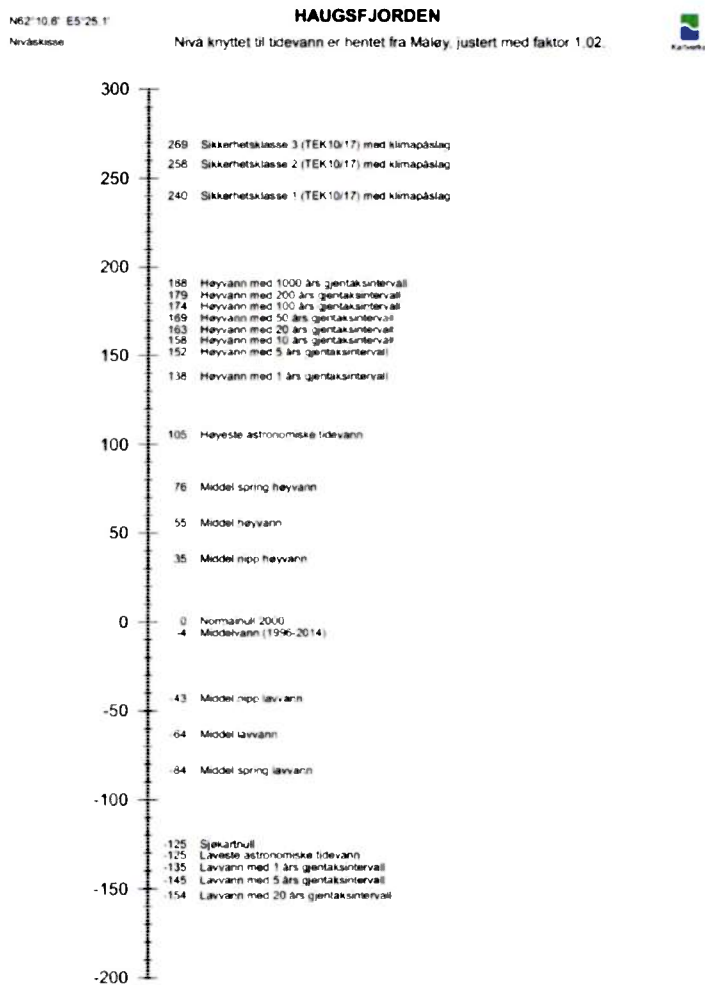 N62°10.6' E5°25.1'
HAUGSFJORDEN
Nivåskisse
Nivå knyttet til tidevann er hentet fra Måløy, justert med faktor 1.02.
Kartverket
300
269 Sikkerhetsklasse 3 (TEK10/17) med klimapåslag
258 Sikkerhetsklasse 2 (TEK10/17) med klimapåslag
250
240 Sikkerhetsklasse 1 (TEK10/17) med klimapåslag
200
188 Høyvann med 1000 års gjentaksintervall
179 Høyvann med 200 års gjentaksintervall
174 Høyvann med 100 års gjentaksintervall
169 Høyvann med 50 års gjentaksintervall
163 Høyvann med 20 års gjentaksintervall
158 Høyvann med 10 års gjentaksintervall
152 Høyvann med 5 års gjentaksintervall
150
138 Høyvann med 1 års gjentaksintervall
105 Høyeste astronomiske tidevann
100
76 Middel spring høyvann
55 Middel høyvann
50
35 Middel nipp høyvann
0
0 Normalnull 2000
-4 Middelvann (1996-2014)
-43 Middel nipp lavvann
-50
-64 Middel lavvann
-84 Middel spring lavvann
-100
-125 Sjøkartnull
-125 Laveste astronomiske tidevann
-135 Lavvann med 1 års gjentaksintervall
-145 Lavvann med 5 års gjentaksintervall
-150
-154 Lavvann med 20 års gjentaksintervall
-200